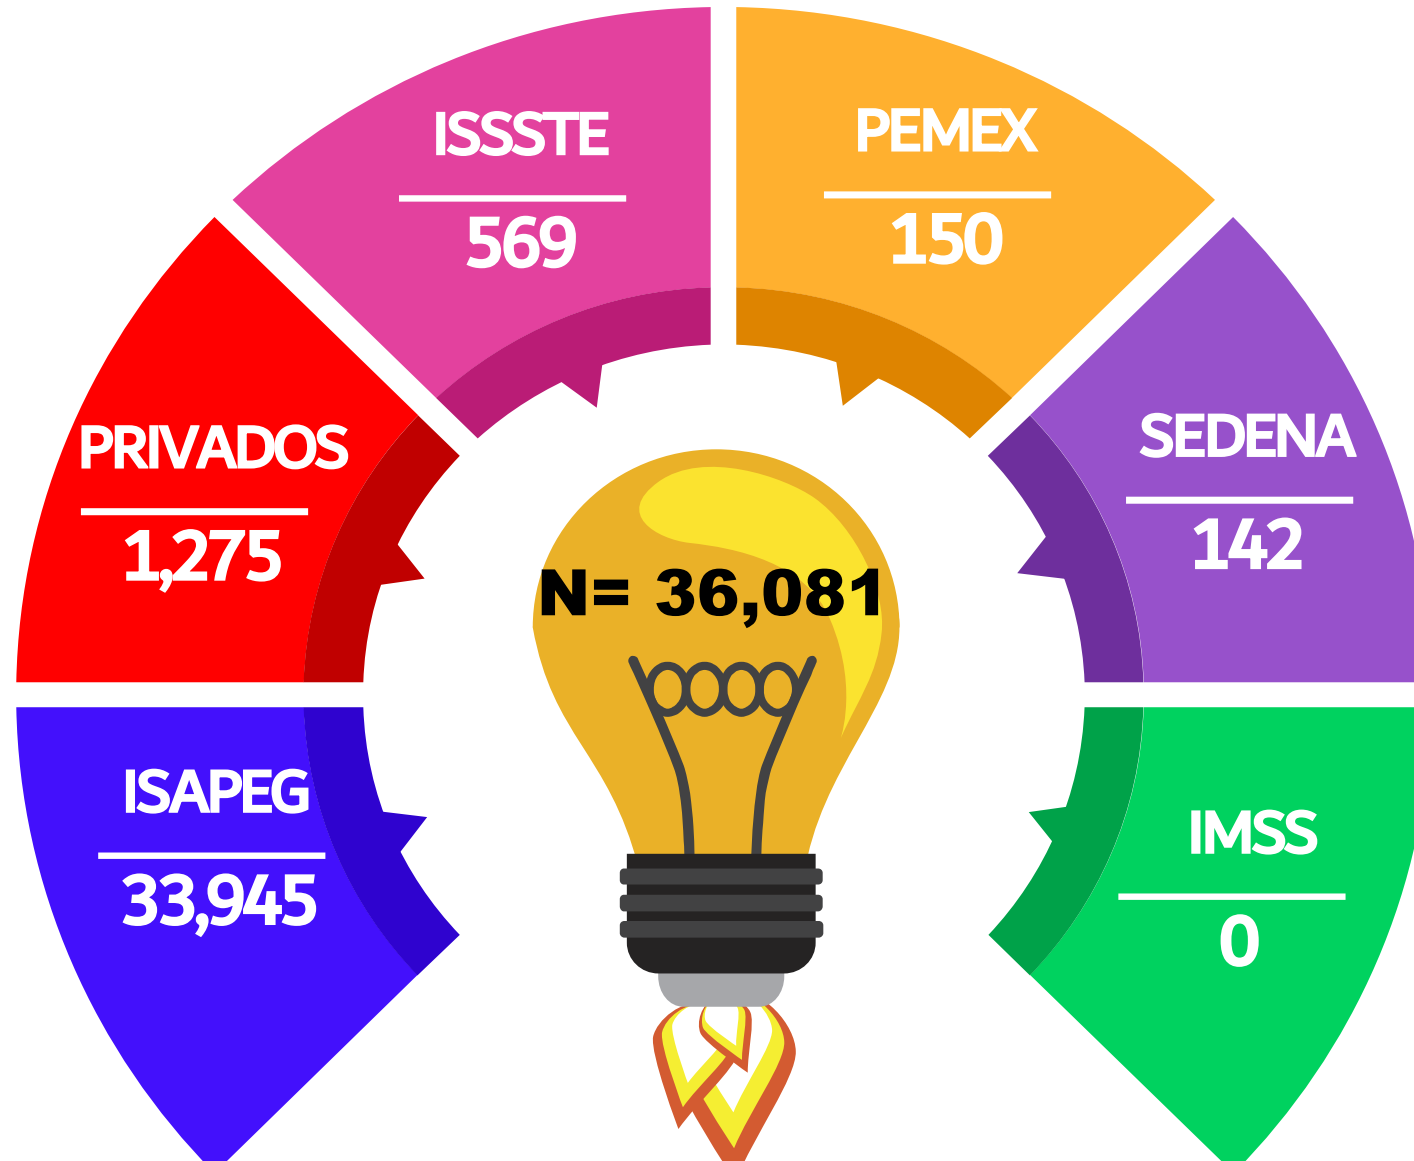 ISSSTE
569
PEMEX
150
PRIVADOS
1,275
SEDENA
142
N= 36,081
ISAPEG
33,945
IMSS
0